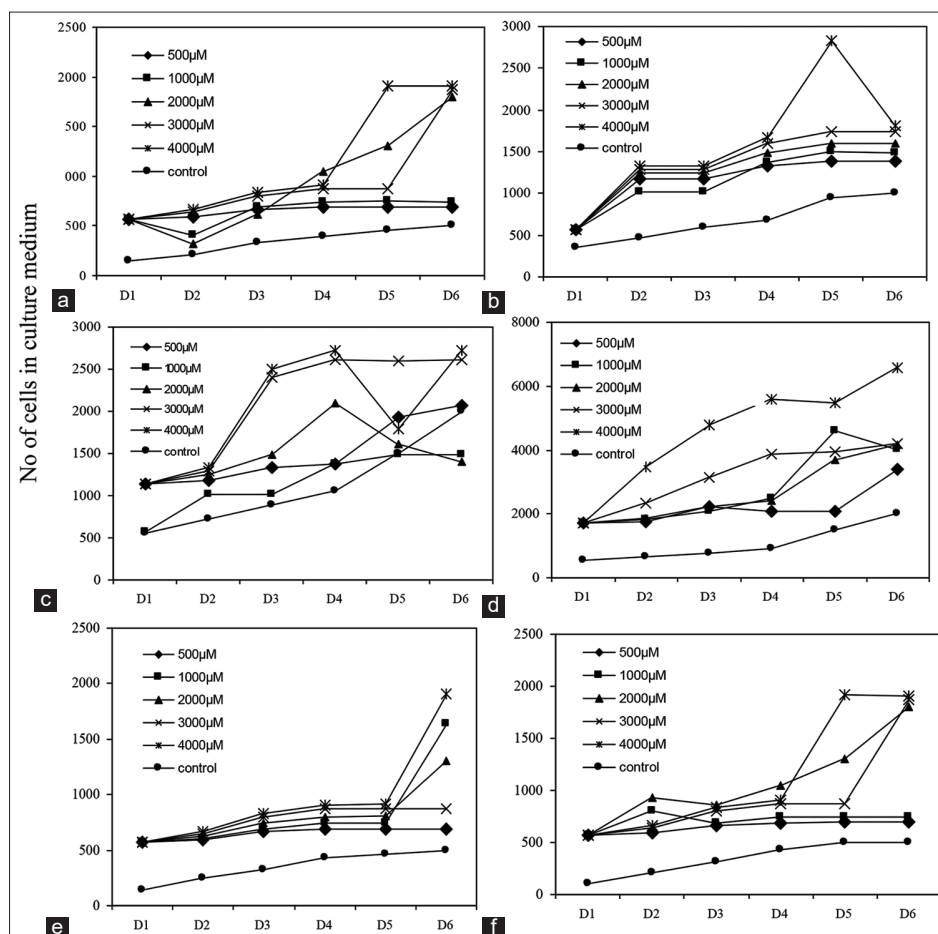 No of cells in culture medium
2500
2000
500
000
500
0
500µM
1000µM
2000µM
3000µM
4000µM
control
D1 D2 D3 D4 D5 D6
a
3000
2500
2000
1500
1000
500
0
500µM
1000µM
2000µM
3000µM
4000µM
control
D1 D2 D3 D4 D5 D6
b
3000
2500
2000
1500
1000
500
0
500µM
1000µM
2000µM
3000µM
4000µM
control
D1 D2 D3 D4 D5 D6
c
8000
6000
4000
2000
0
500µM
1000µM
2000µM
3000µM
4000µM
control
D1 D2 D3 D4 D5 D6
d
2500
2000
1500
1000
500
0
500µM
1000µM
2000µM
3000µM
4000µM
control
D1 D2 D3 D4 D5 D6
e
2500
2000
1500
1000
500
0
500µM
1000µM
2000µM
3000µM
4000µM
control
D1 D2 D3 D4 D5 D6
f